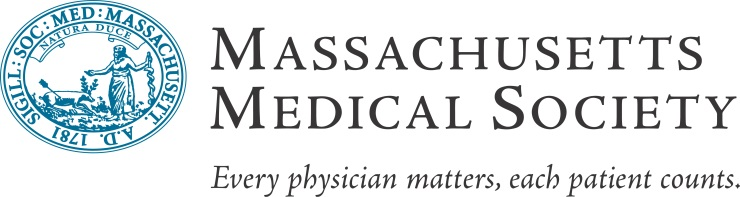 SIGILL: SOC: MED: MASSACHUSETT. A.D. 1781
NATURA DUCE
MASSACHUSETTS
MEDICAL SOCIETY
Every physician matters, each patient counts.